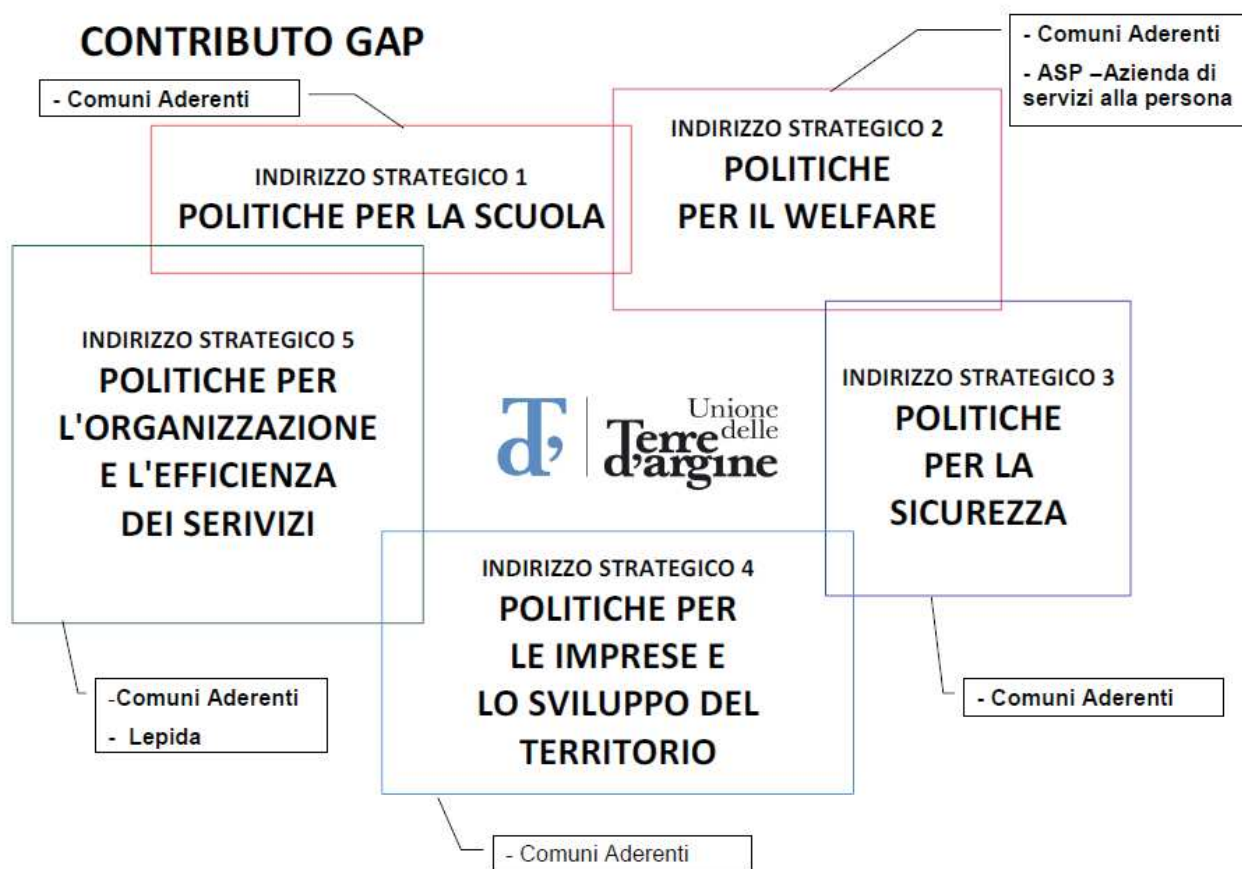 CONTRIBUTO GAP
- Comuni Aderenti
- Comuni Aderenti
- ASP –Azienda di
servizi alla persona
INDIRIZZO STRATEGICO 1
POLITICHE PER LA SCUOLA
INDIRIZZO STRATEGICO 2
POLITICHE
PER IL WELFARE
INDIRIZZO STRATEGICO 5
POLITICHE PER
L'ORGANIZZAZIONE
E L'EFFICIENZA
DEI SERIVIZI
Td'
Unione
delle
Terre
d'argine
INDIRIZZO STRATEGICO 3
POLITICHE
PER LA
SICUREZZA
INDIRIZZO STRATEGICO 4
POLITICHE PER
LE IMPRESE E
LO SVILUPPO DEL
TERRITORIO
-Comuni Aderenti
- Lepida
- Comuni Aderenti
- Comuni Aderenti